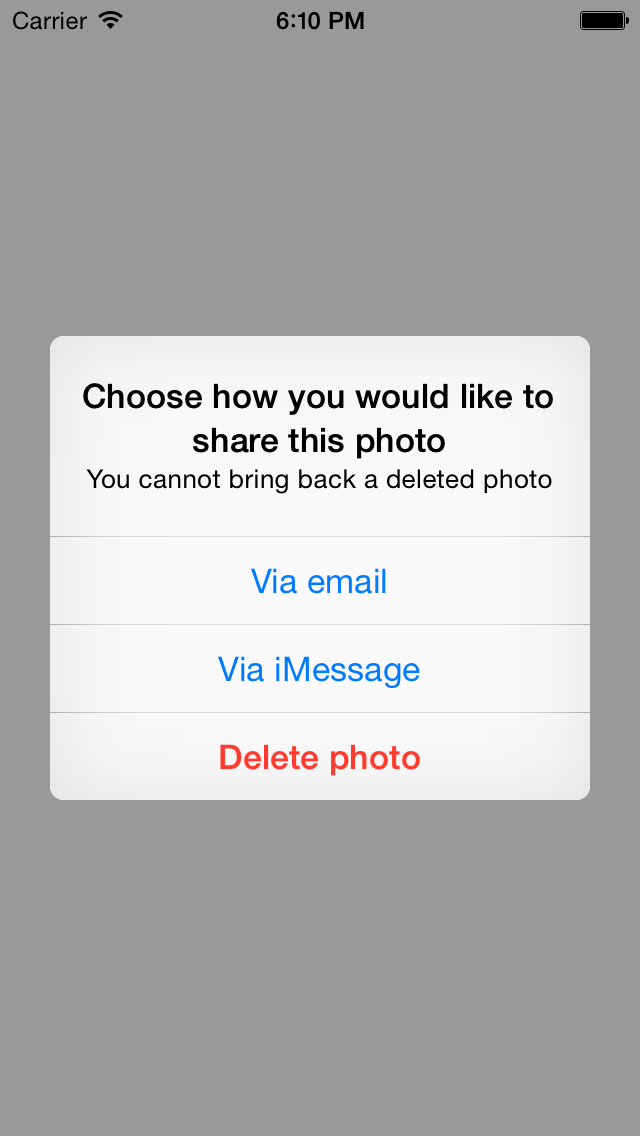 Carrier 6:10 PM
Choose how you would like to
share this photo
You cannot bring back a deleted photo
Via email
Via iMessage
Delete photo